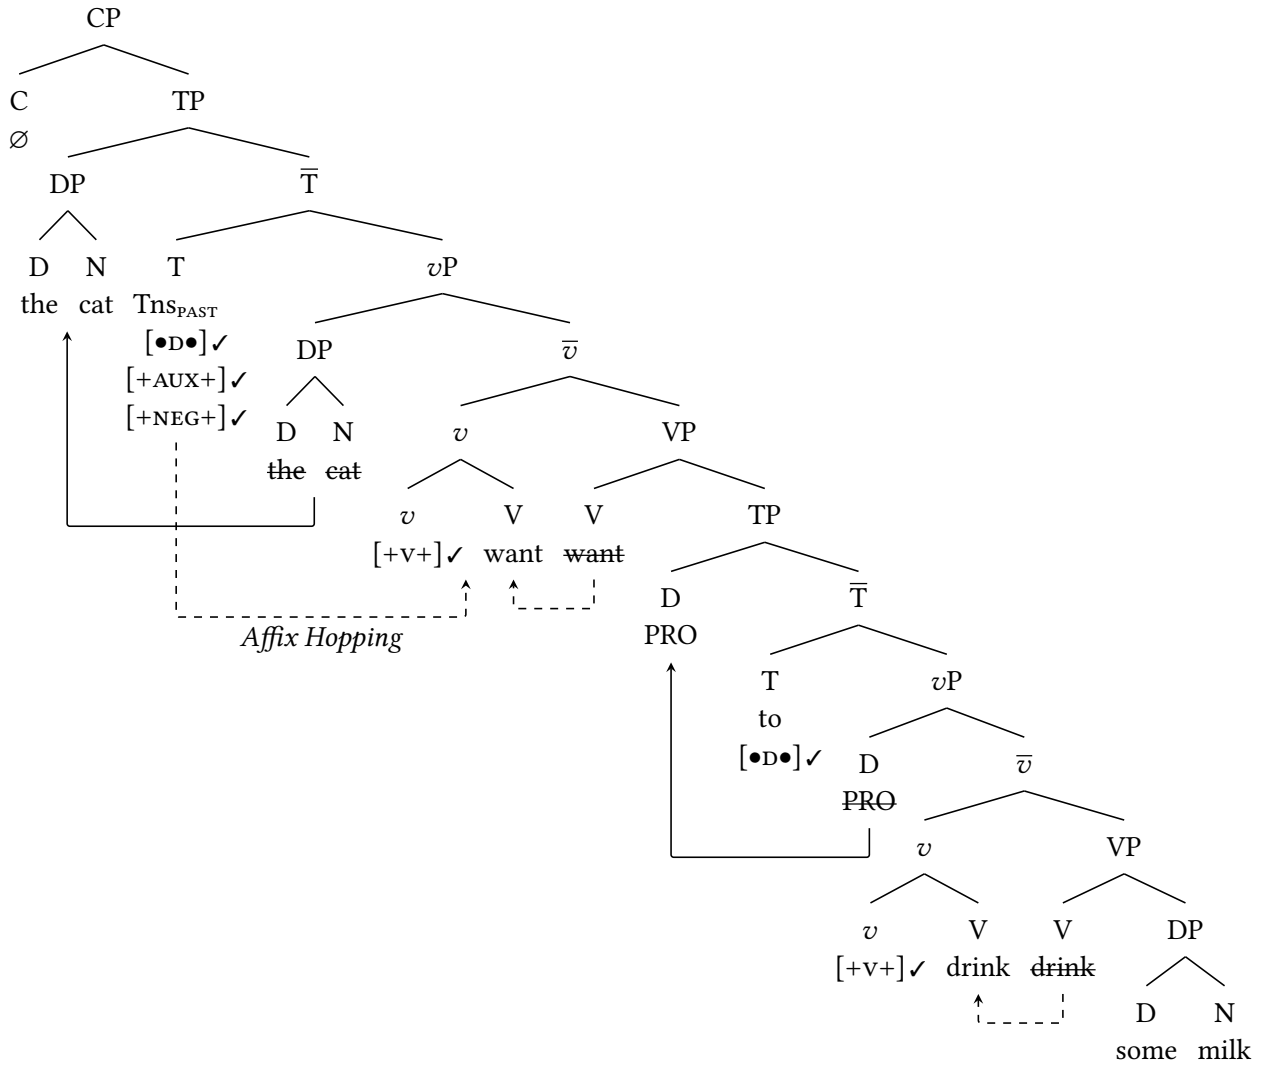 CP
C TP
∅
DP T̅
D N T vP
the cat Tns_PAST
[•D•]✓ DP v̅
[+AUX+]✓
[+NEG+]✓ D N v VP
the cat
v V V TP
[+V+]✓ want want
D T̅
Affix Hopping PRO
T vP
to
[•D•]✓ D v̅
PRO
v VP
v V V DP
[+V+]✓ drink drink
D N
some milk